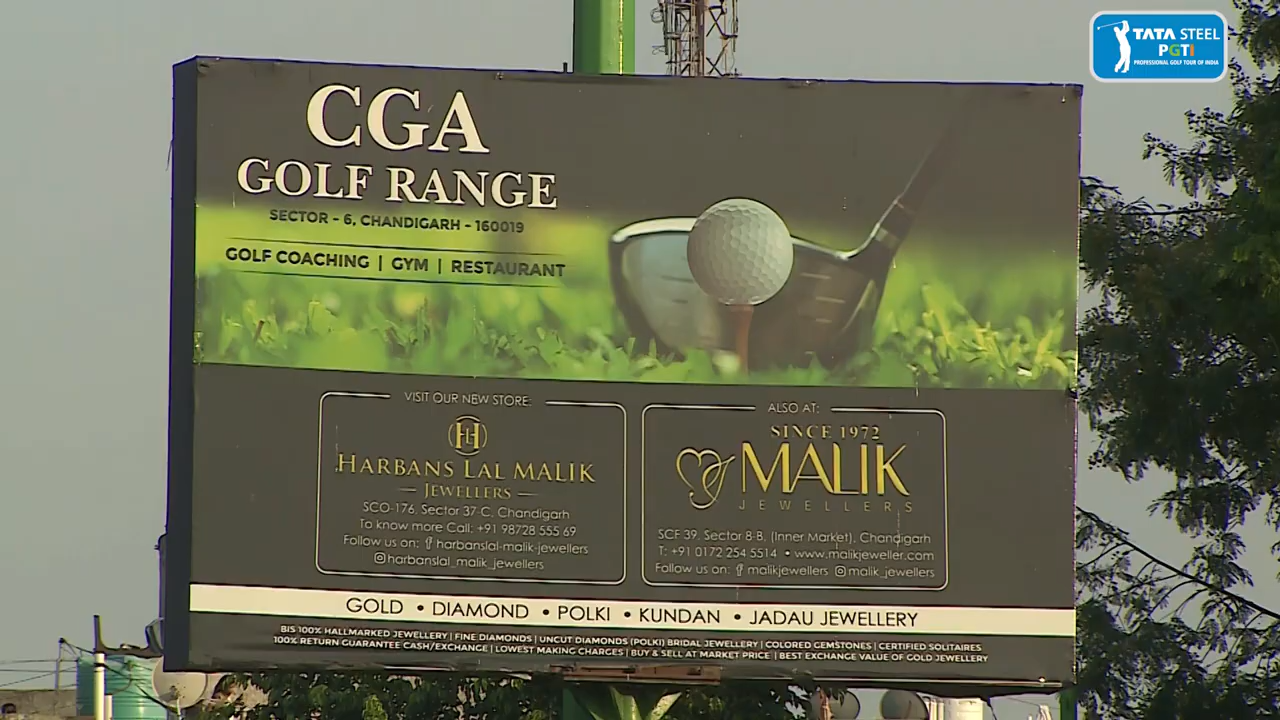 TATA STEEL
PGTI
PROFESSIONAL GOLF TOUR OF INDIA
CGA
GOLF RANGE
SECTOR - 6, CHANDIGARH - 160019
GOLF COACHING | GYM | RESTAURANT
VISIT OUR NEW STORE:
HARBANS LAL MALIK
JEWELLERS
SCO-176, Sector 37-C, Chandigarh
To know more Call: +91 98728 555 69
Follow us on: harbanslal-malik-jewellers
harbanslal_malik_jewellers
ALSO AT:
SINCE 1972
MALIK
JEWELLERS
SCF 39, Sector 8-B, (Inner Market), Chandigarh
T: +91 0172 254 5514 • www.malikjeweller.com
Follow us on: malikjewellers malik_jewellers
GOLD • DIAMOND • POLKI • KUNDAN • JADAU JEWELLERY
BIS 100% HALLMARKED JEWELLERY | FINE DIAMONDS | UNCUT DIAMONDS (POLKI) BRIDAL JEWELLERY | COLORED GEMSTONES | CERTIFIED SOLITAIRES
100% RETURN GUARANTEE CASH/EXCHANGE | LOWEST MAKING CHARGES | BUY & SELL AT MARKET PRICE | BEST EXCHANGE VALUE OF GOLD JEWELLERY